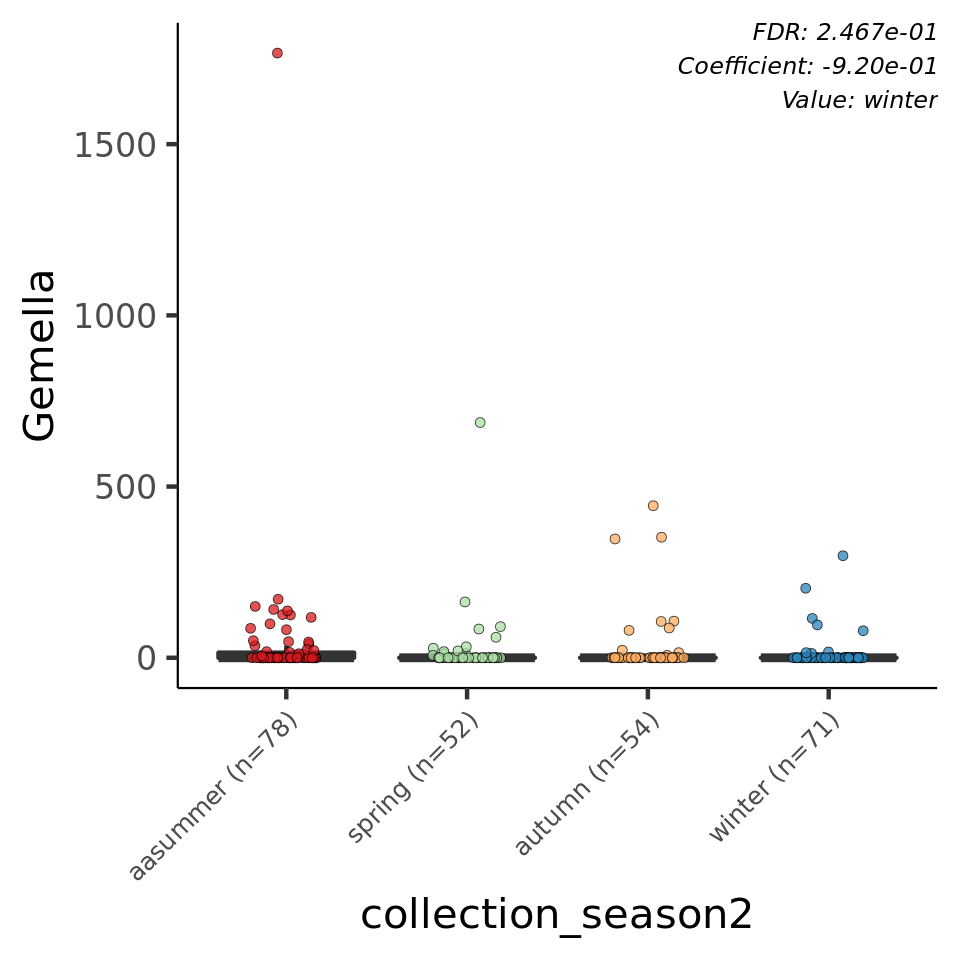 FDR: 2.467e-01
Coefficient: -9.20e-01
Value: winter
Gemella
1500
1000
500
0
aasummer (n=78)
spring (n=52)
autumn (n=54)
winter (n=71)
collection_season2